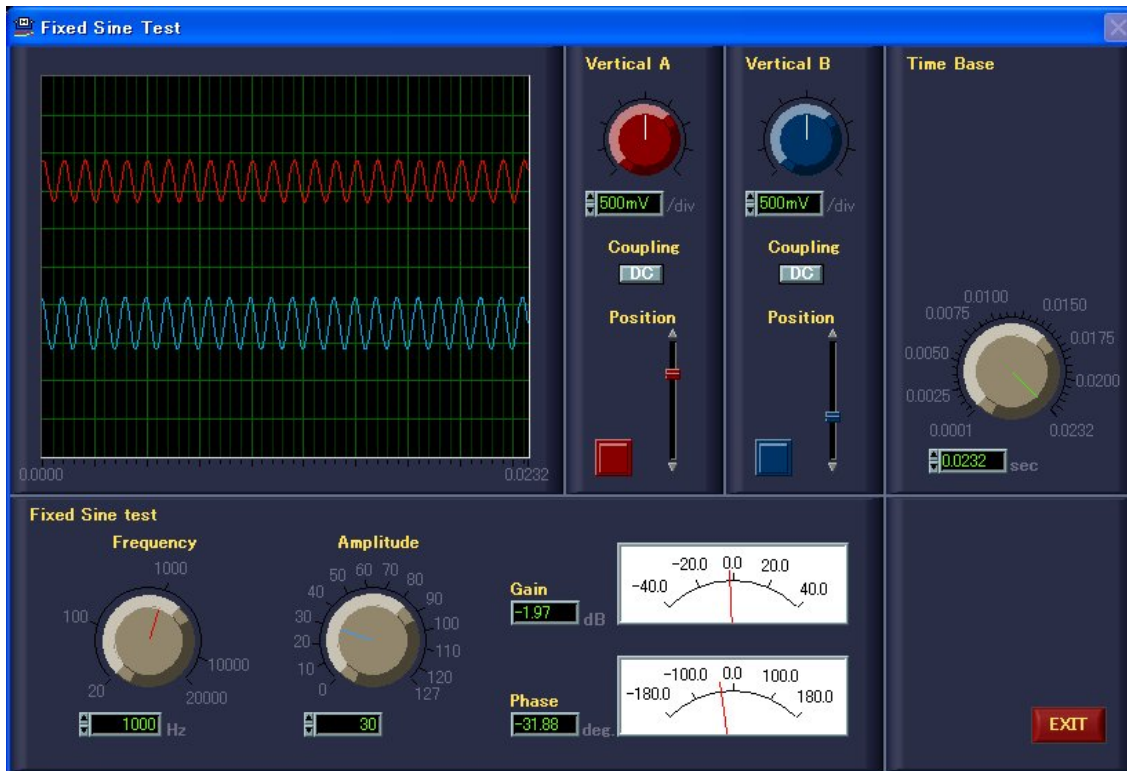 Fixed Sine Test
0.0000
0.0232
Vertical A
500mV /div
Coupling
DC
Position
Vertical B
500mV /div
Coupling
DC
Position
Time Base
0.0001
0.0025
0.0050
0.0075
0.0100
0.0150
0.0175
0.0200
0.0232
0.0232 sec
Fixed Sine test
Frequency
20
100
1000
10000
20000
1000 Hz
Amplitude
0
10
20
30
40
50
60
70
80
90
100
110
120
127
30
Gain
-1.97 dB
-40.0
-20.0
0.0
20.0
40.0
Phase
-31.88 deg.
-180.0
-100.0
0.0
100.0
180.0
EXIT